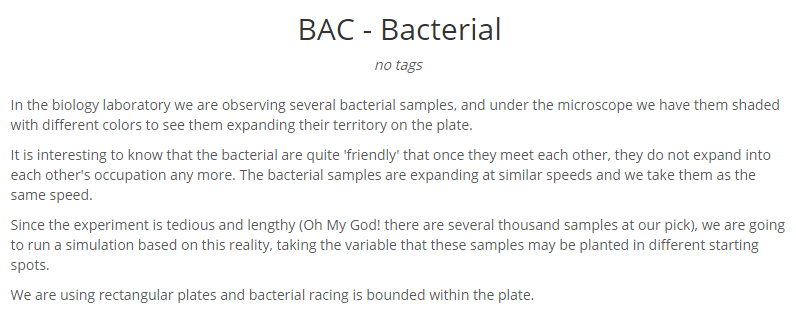 BAC - Bacterial
no tags
In the biology laboratory we are observing several bacterial samples, and under the microscope we have them shaded
with different colors to see them expanding their territory on the plate.
It is interesting to know that the bacterial are quite 'friendly' that once they meet each other, they do not expand into
each other's occupation any more. The bacterial samples are expanding at similar speeds and we take them as the
same speed.
Since the experiment is tedious and lengthy (Oh My God! there are several thousand samples at our pick), we are going
to run a simulation based on this reality, taking the variable that these samples may be planted in different starting
spots.
We are using rectangular plates and bacterial racing is bounded within the plate.